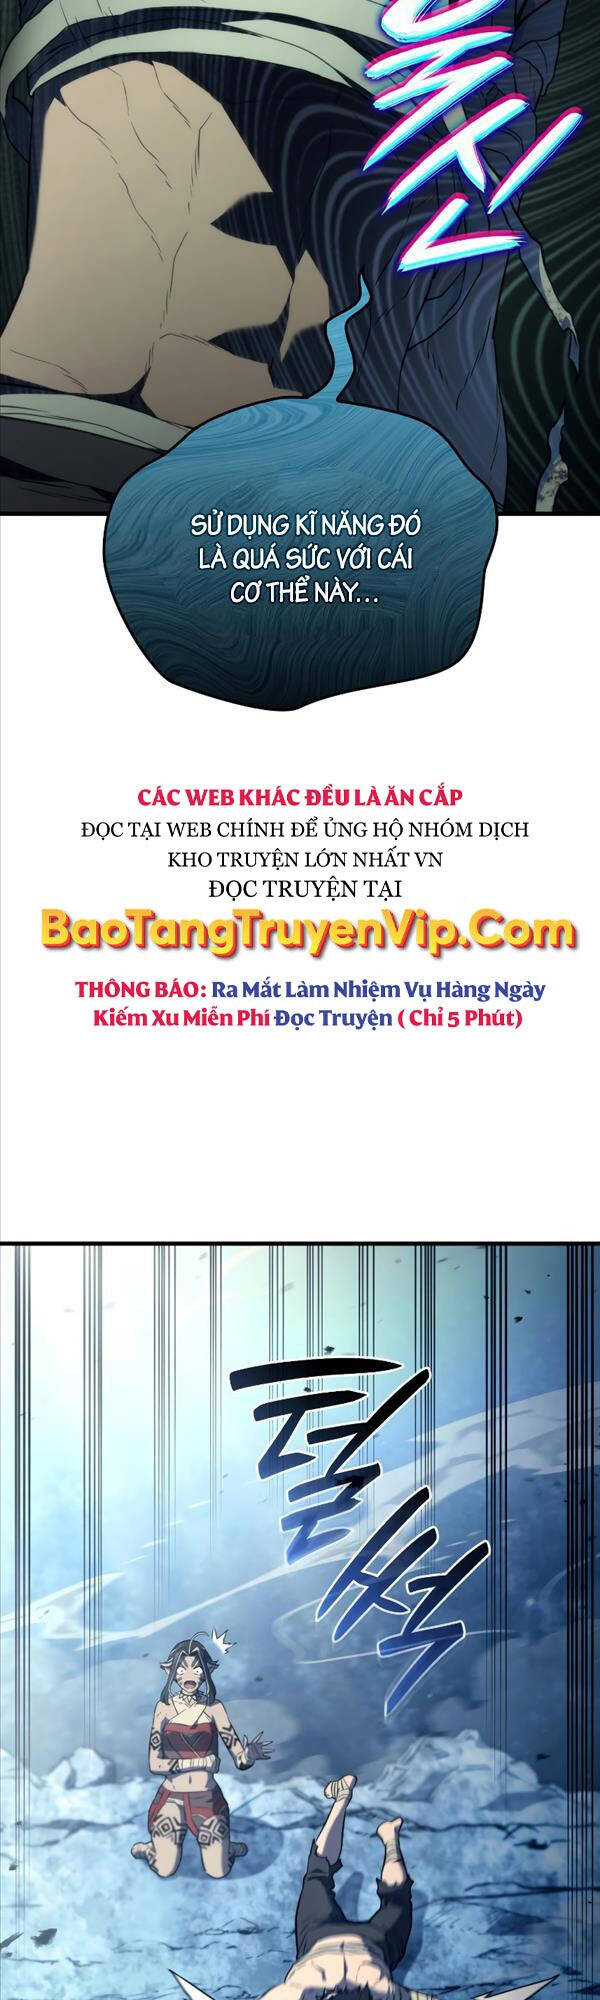 SỬ DỤNG KĨ NĂNG ĐÓ
LÀ QUÁ SỨC VỚI CÁI
CƠ THỂ NÀY...
CÁC WEB KHÁC ĐỀU LÀ ĂN CẮP
ĐỌC TẠI WEB CHÍNH ĐỂ ỦNG HỘ NHÓM DỊCH
KHO TRUYỆN LỚN NHẤT VN
ĐỌC TRUYỆN TẠI
BaoTangTruyenVip.Com
THÔNG BÁO: Ra Mắt Làm Nhiệm Vụ Hàng Ngày
Kiếm Xu Miễn Phí Đọc Truyện ( Chỉ 5 Phút)
털썩